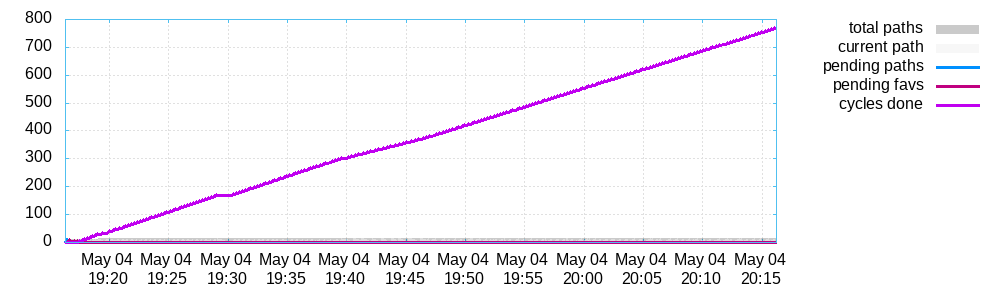 800
700
600
500
400
300
200
100
0
May 04 May 04 May 04 May 04 May 04 May 04 May 04 May 04 May 04 May 04 May 04 May 04
19:20 19:25 19:30 19:35 19:40 19:45 19:50 19:55 20:00 20:05 20:10 20:15
total paths
current path
pending paths
pending favs
cycles done